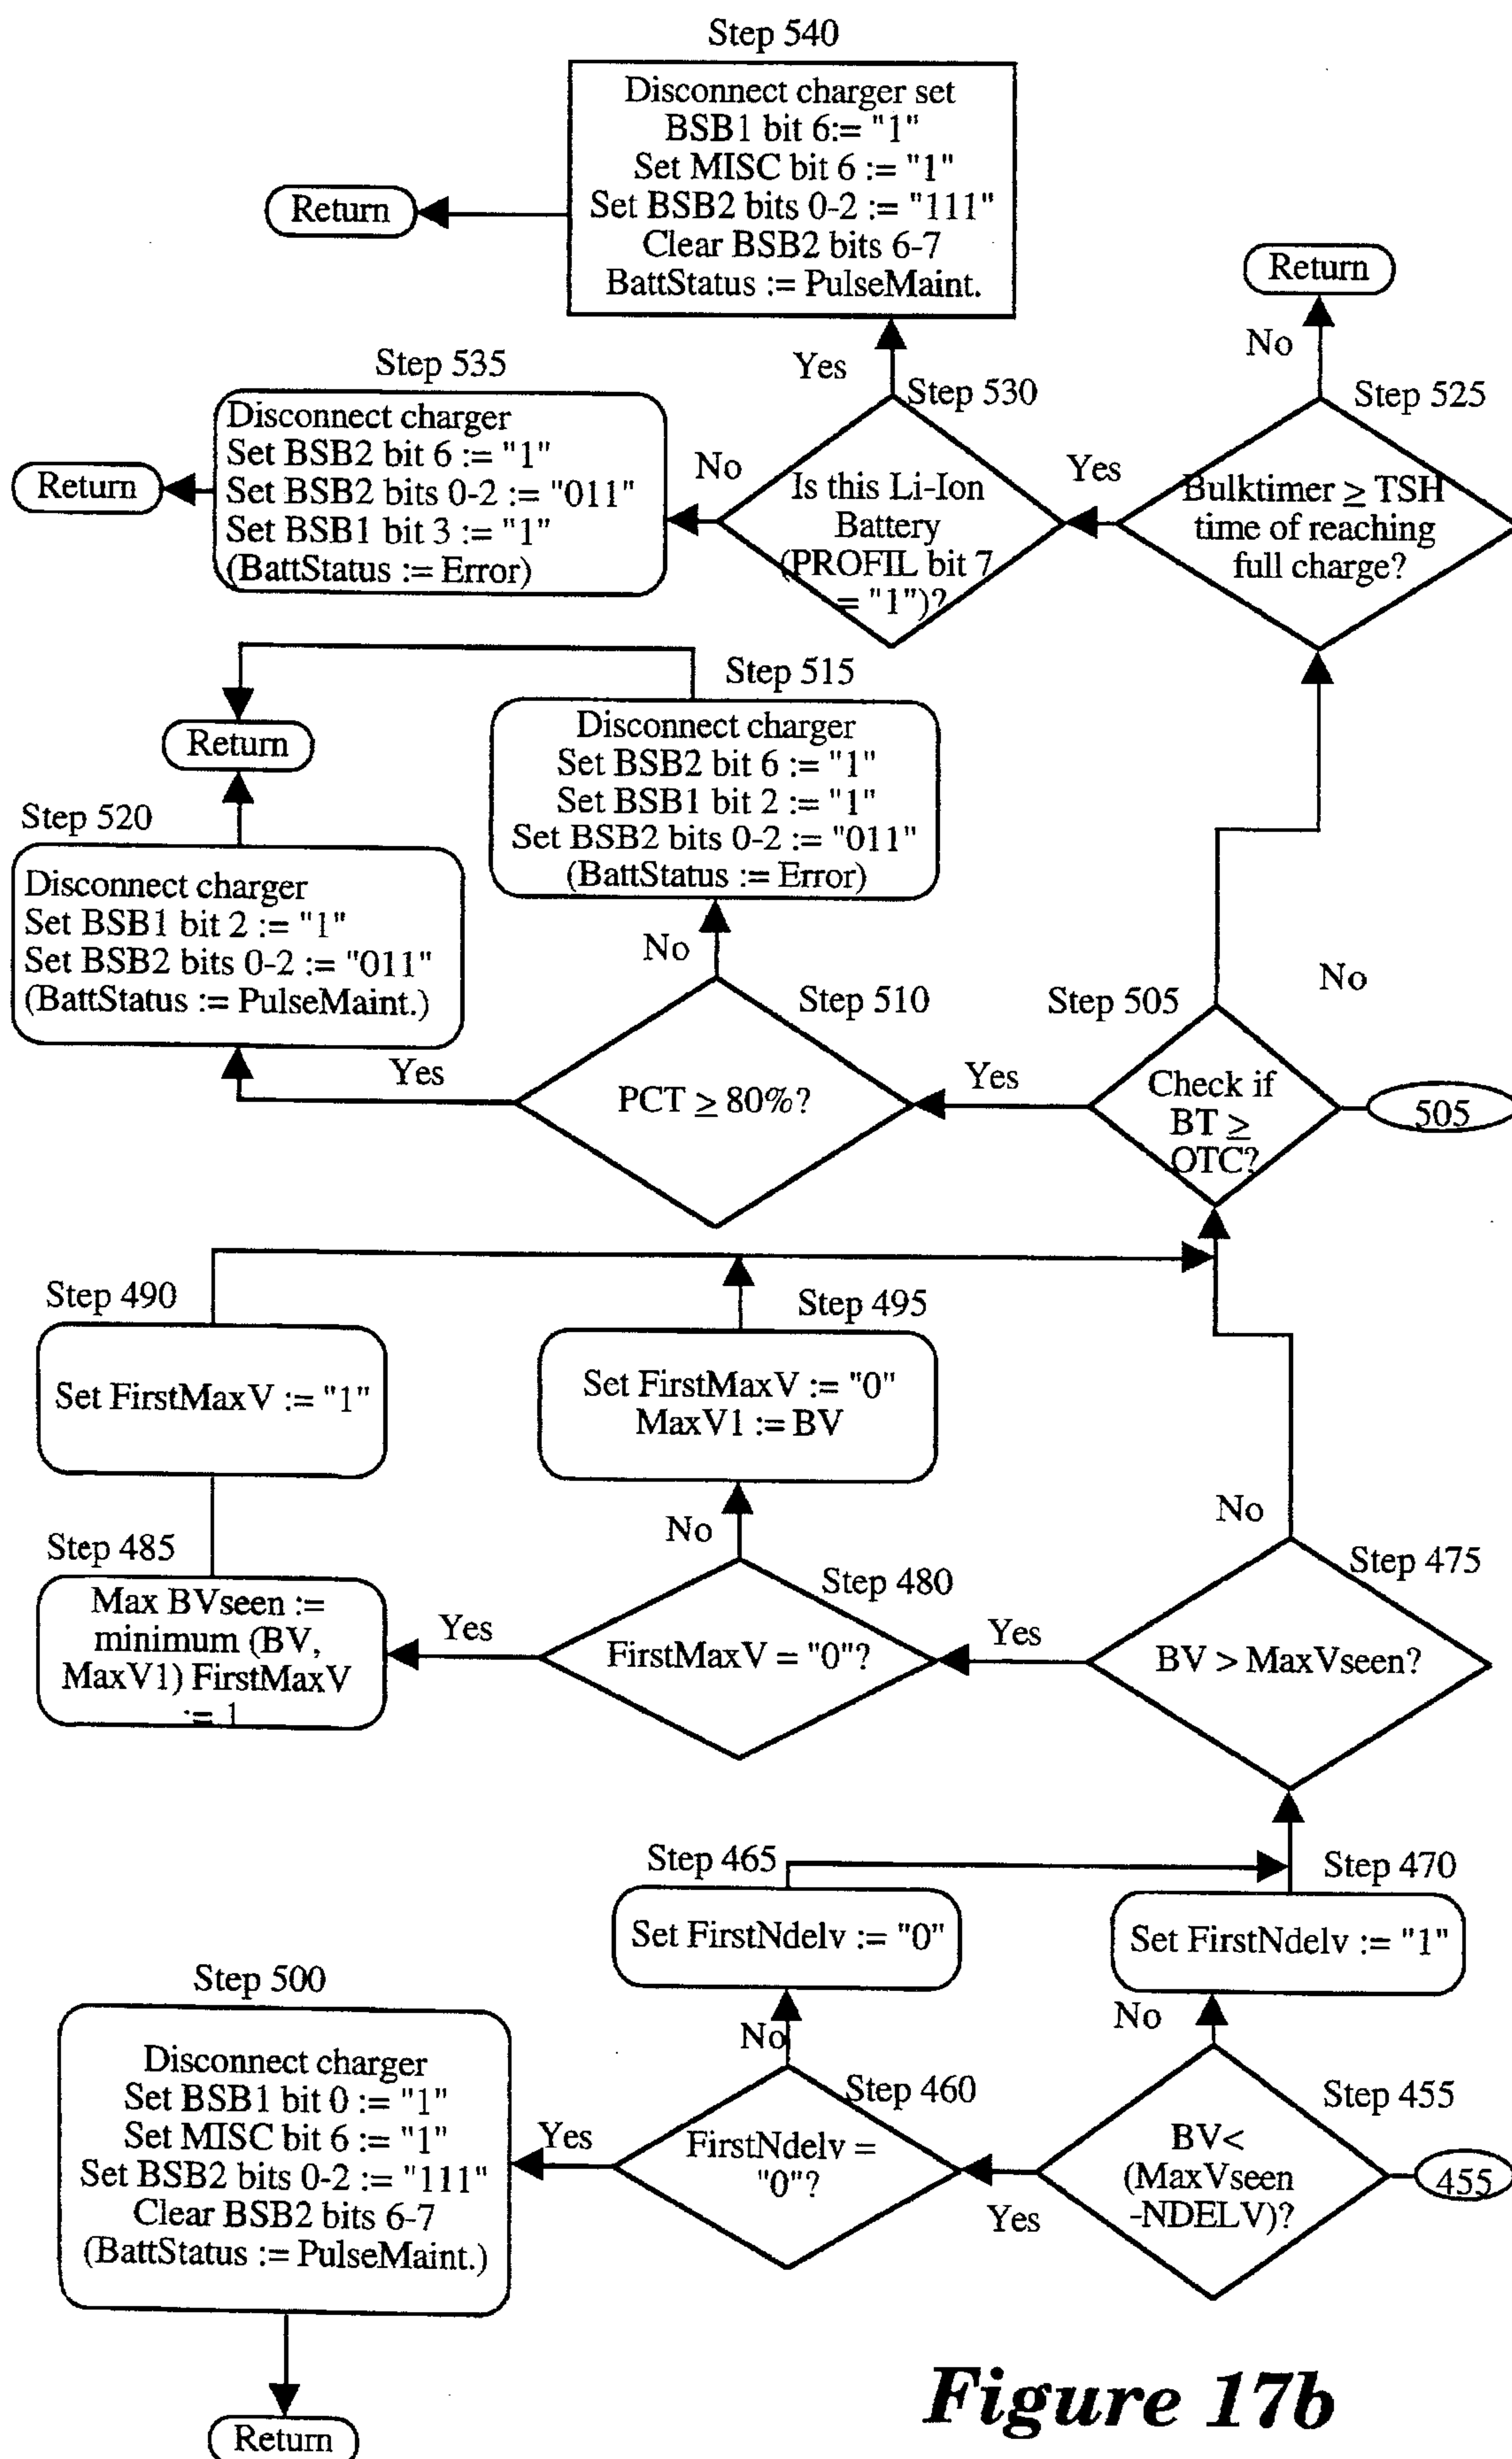 Step 540
Disconnect charger set
BSB1 bit 6:= "1"
Set MISC bit 6 := "1"
Set BSB2 bits 0-2 := "111"
Clear BSB2 bits 6-7
BattStatus := PulseMaint.
Return
Return
No
Yes
Step 535
Disconnect charger
Set BSB2 bit 6 := "1"
Set BSB2 bits 0-2 := "011"
Set BSB1 bit 3 := "1"
(BattStatus := Error)
Return
No
Step 530
Is this Li-Ion
Battery
(PROFIL bit 7
= "1")?
Yes
Step 525
Bulktimer ≥ TSH
time of reaching
full charge?
Step 515
Disconnect charger
Set BSB2 bit 6 := "1"
Set BSB1 bit 2 := "1"
Set BSB2 bits 0-2 := "011"
(BattStatus := Error)
Return
Step 520
Disconnect charger
Set BSB1 bit 2 := "1"
Set BSB2 bits 0-2 := "011"
(BattStatus := PulseMaint.)
No
Yes
Step 510
PCT ≥ 80%?
Yes
Step 505
No
Check if
BT ≥
OTC?
505
Step 490
Set FirstMaxV := "1"
Step 495
Set FirstMaxV := "0"
MaxV1 := BV
Step 485
Max BVseen :=
minimum (BV,
MaxV1) FirstMaxV
:= 1
Yes
No
Step 480
FirstMaxV = "0"?
Yes
No
Step 475
BV > MaxVseen?
Step 465
Set FirstNdelv := "0"
Step 470
Set FirstNdelv := "1"
Step 500
Disconnect charger
Set BSB1 bit 0 := "1"
Set MISC bit 6 := "1"
Set BSB2 bits 0-2 := "111"
Clear BSB2 bits 6-7
(BattStatus := PulseMaint.)
Yes
No
Step 460
FirstNdelv =
"0"?
Yes
No
Step 455
BV<
(MaxVseen
-NDELV)?
455
Return
Figure 17b